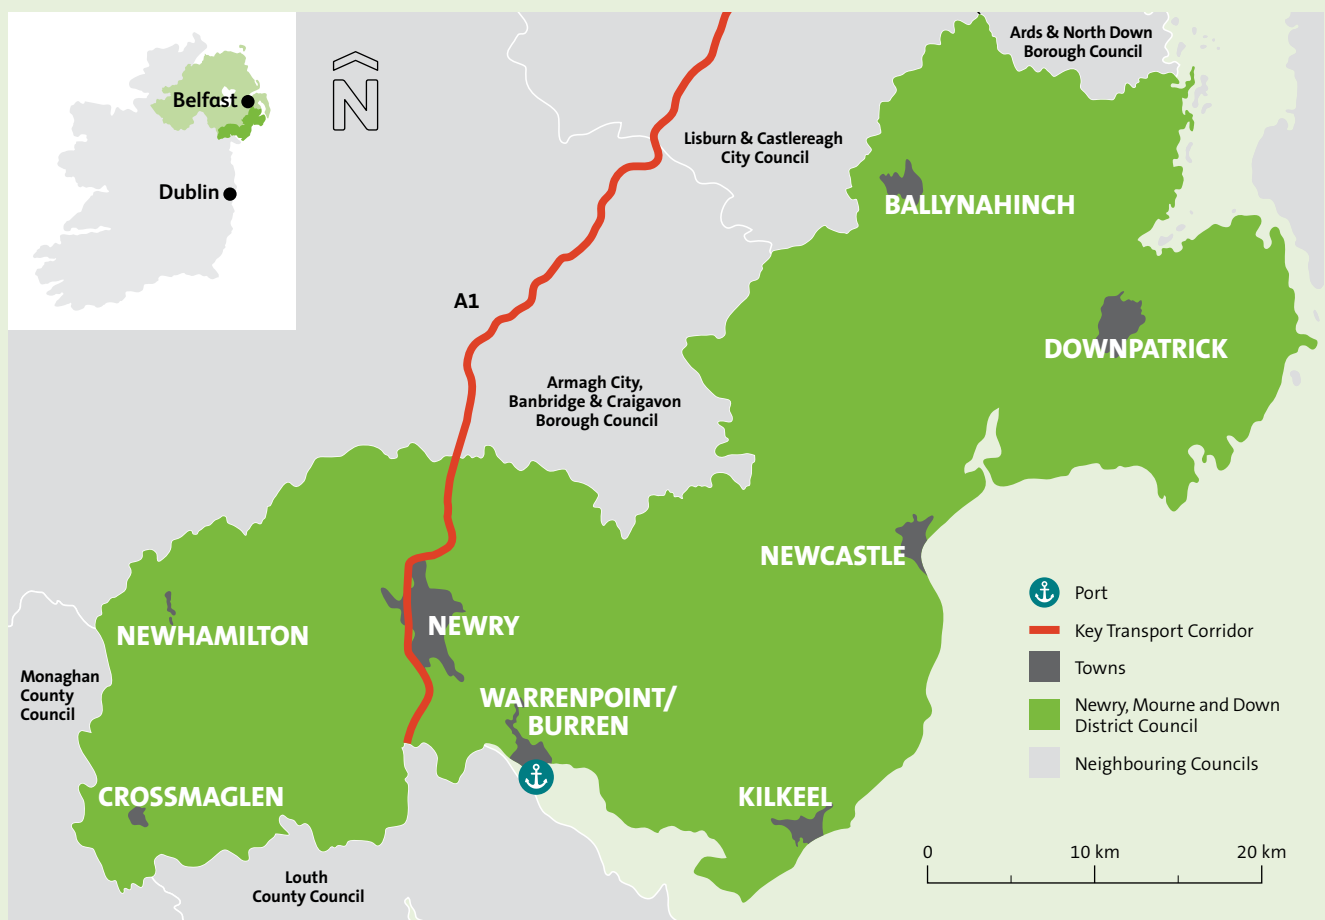 Belfast
Dublin
N
Ards & North Down
Borough Council
Lisburn & Castlereagh
City Council
BALLYNAHINCH
DOWNPATRICK
A1
Armagh City,
Banbridge & Craigavon
Borough Council
NEWCASTLE
NEWHAMILTON
NEWRY
Monaghan
County
Council
WARRENPOINT/
BURREN
CROSSMAGLEN
KILKEEL
Louth
County Council
Port
Key Transport Corridor
Towns
Newry, Mourne and Down
District Council
Neighbouring Councils
0 10 km 20 km